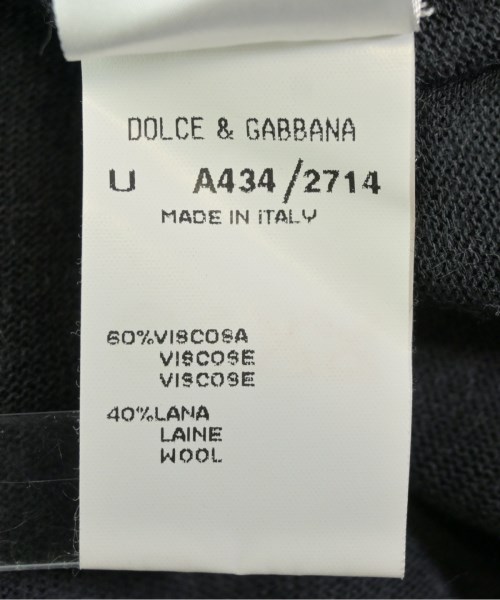 DOLCE & GABBANA
U A434/2714
MADE IN ITALY
60%VISCOSA
VISCOSE
VISCOSE
40%LANA
LAINE
WOOL